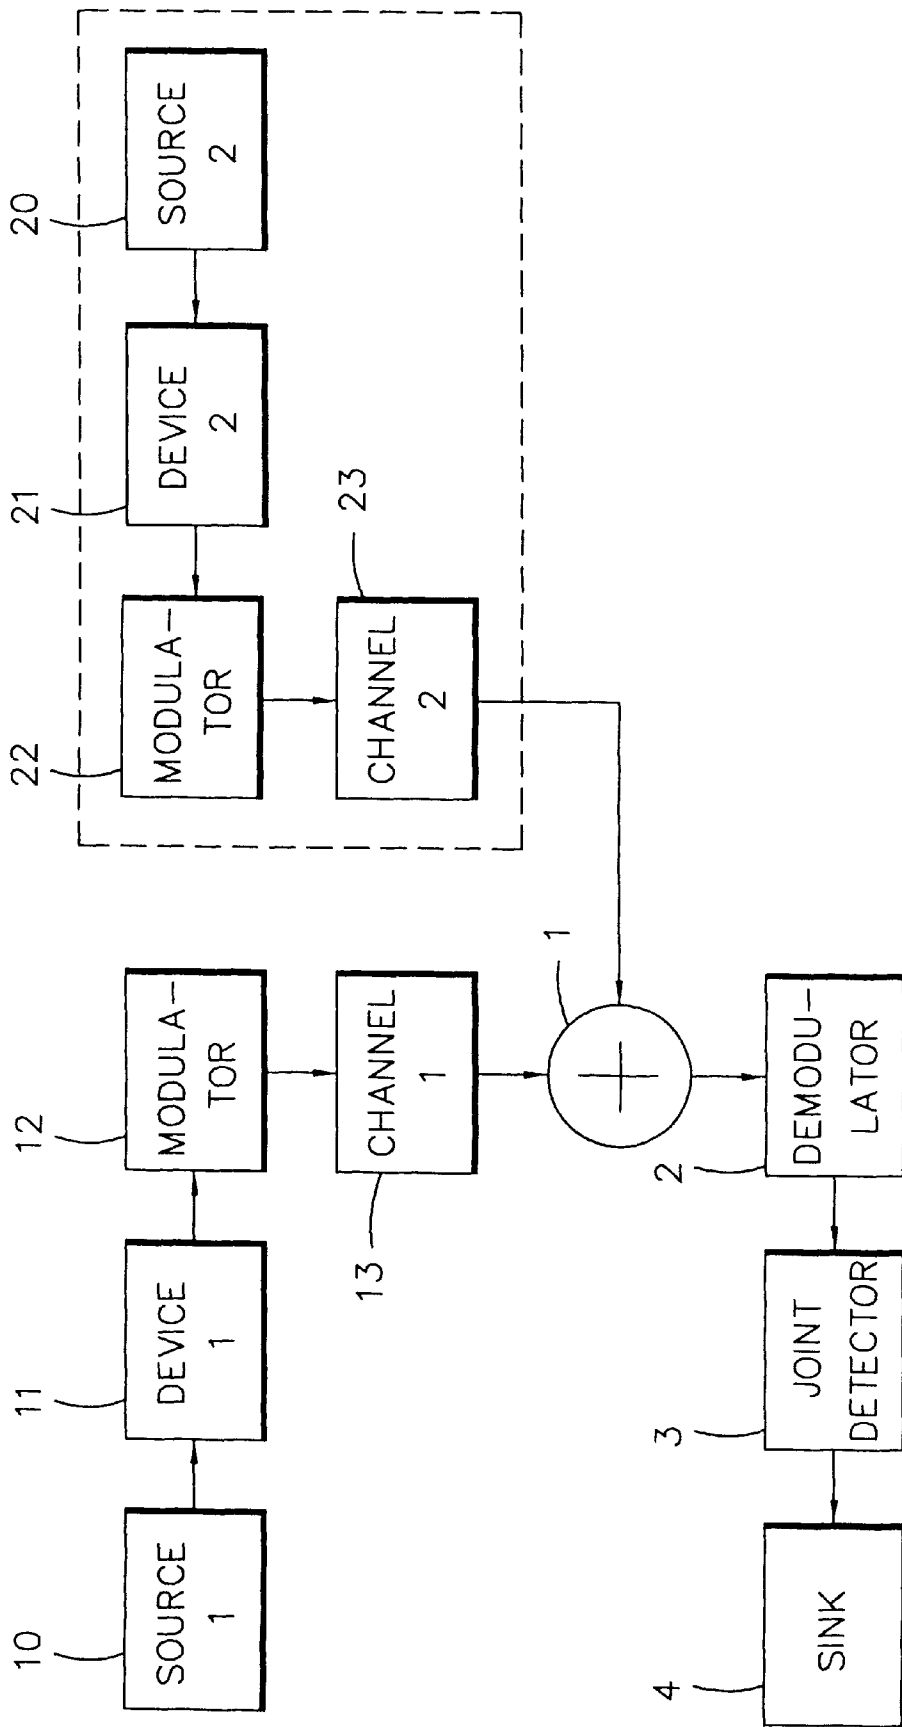 10
SOURCE
1
11
DEVICE
1
12
MODULA-
TOR
13
CHANNEL
1
20
SOURCE
2
21
DEVICE
2
22
MODULA-
TOR
23
CHANNEL
2
1
2
DEMODU-
LATOR
3
JOINT
DETECTOR
4
SINK